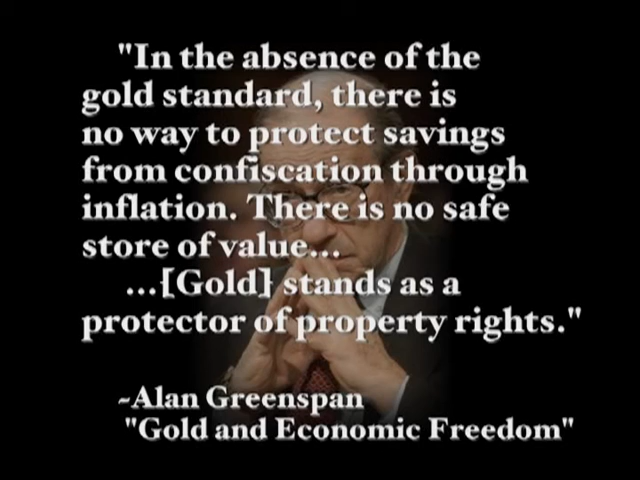 "In the absence of the
gold standard, there is
no way to protect savings
from confiscation through
inflation. There is no safe
store of value...
...[Gold] stands as a
protector of property rights."
~Alan Greenspan
"Gold and Economic Freedom"